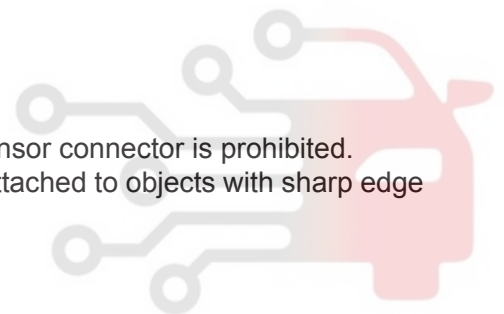 nsor connector is prohibited.
ttached to objects with sharp edge